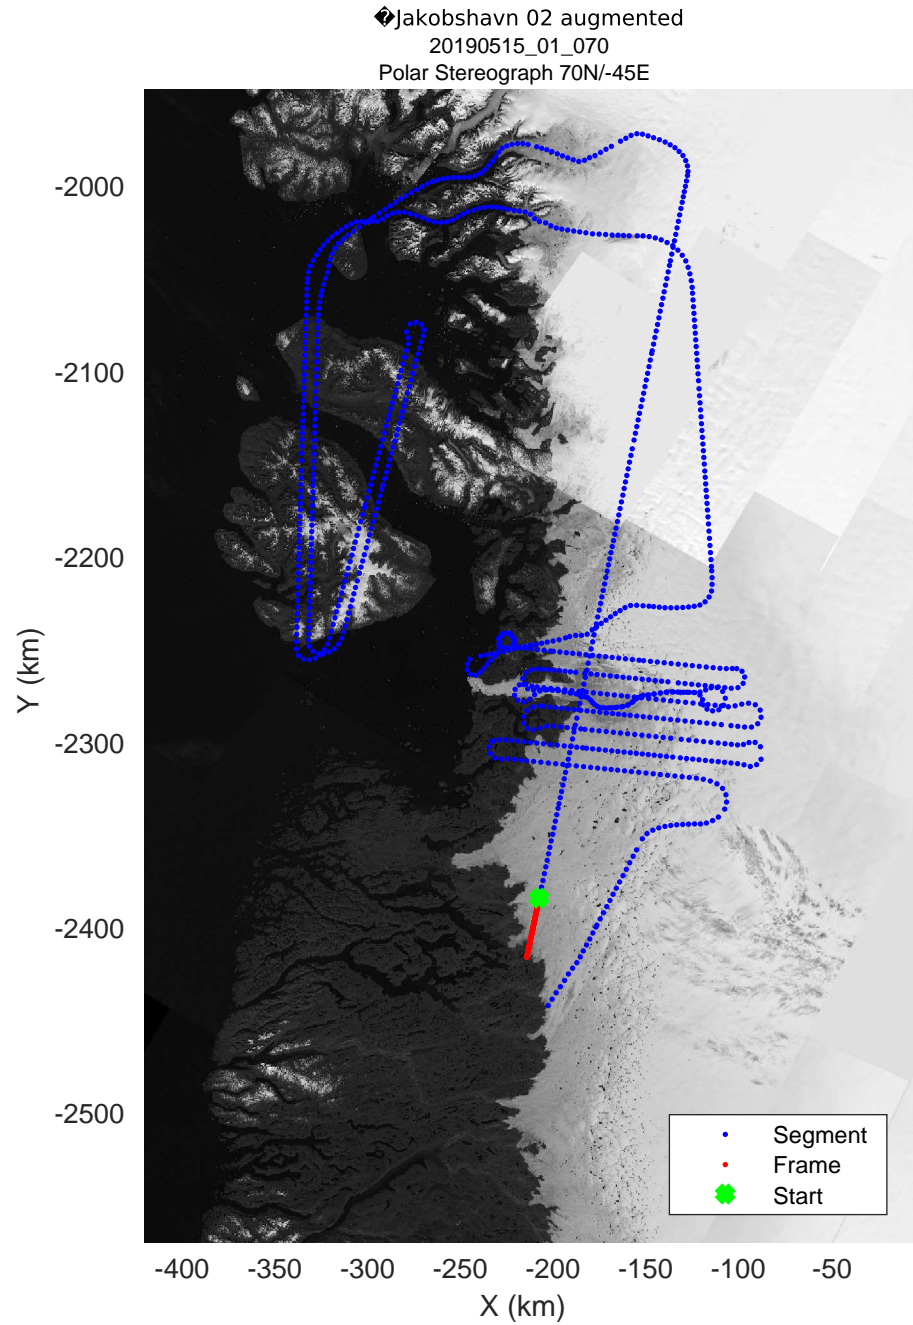 �Jakobshavn 02 augmented
20190515_01_070
Polar Stereograph 70N/-45E
Y (km)
-2000
-2100
-2200
-2300
-2400
-2500
Segment
Frame
Start
-400 -350 -300 -250 -200 -150 -100 -50
X (km)